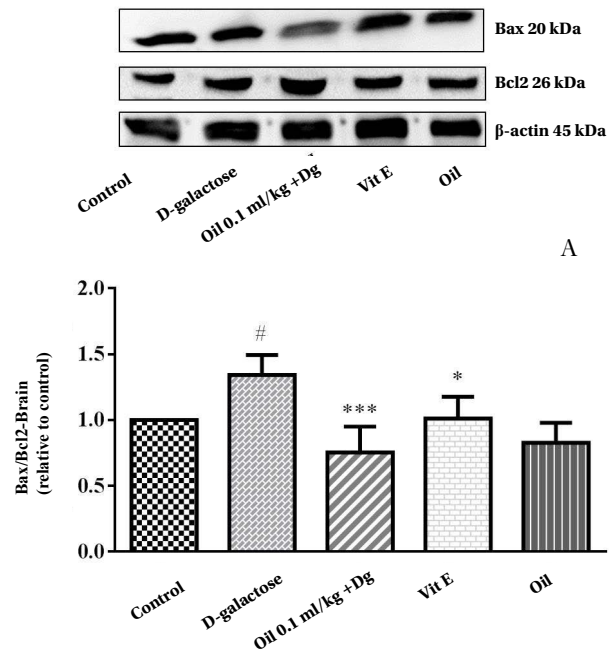 Bax 20 kDa
Bcl2 26 kDa
β-actin 45 kDa
Control
D-galactose
Oil 0.1 ml/kg +Dg
Vit E
Oil
A
Bax/Bcl2-Brain
(relative to control)
2.0
1.5
1.0
0.5
0.0
#
***
*
Control
D-galactose
Oil 0.1 ml/kg +Dg
Vit E
Oil